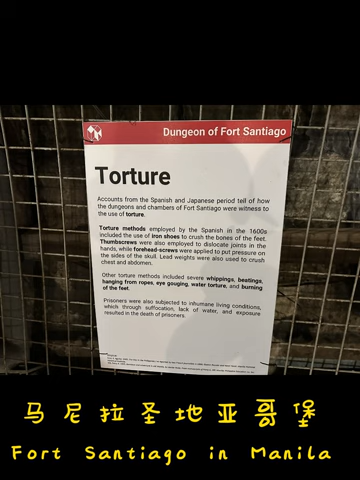 Dungeon of Fort Santiago
Torture
Accounts from the Spanish and Japanese period tell of how
the dungeons and chambers of Fort Santiago were witness to
the use of torture.
Torture methods employed by the Spanish in the 1600s
included the use of iron shoes to crush the bones of the feet.
Thumbscrews were also employed to dislocate joints in the
hands, while forehead-screws were applied to put pressure on
the sides of the skull. Lead weights were also used to crush
chest and abdomen.
Other torture methods included severe whippings, beatings,
hanging from ropes, eye gouging, water torture, and burning
of the feet.
Prisoners were also subjected to inhumane living conditions,
which through suffocation, lack of water, and exposure
resulted in the death of prisoners.
马尼拉圣地亚哥堡
Fort Santiago in Manila